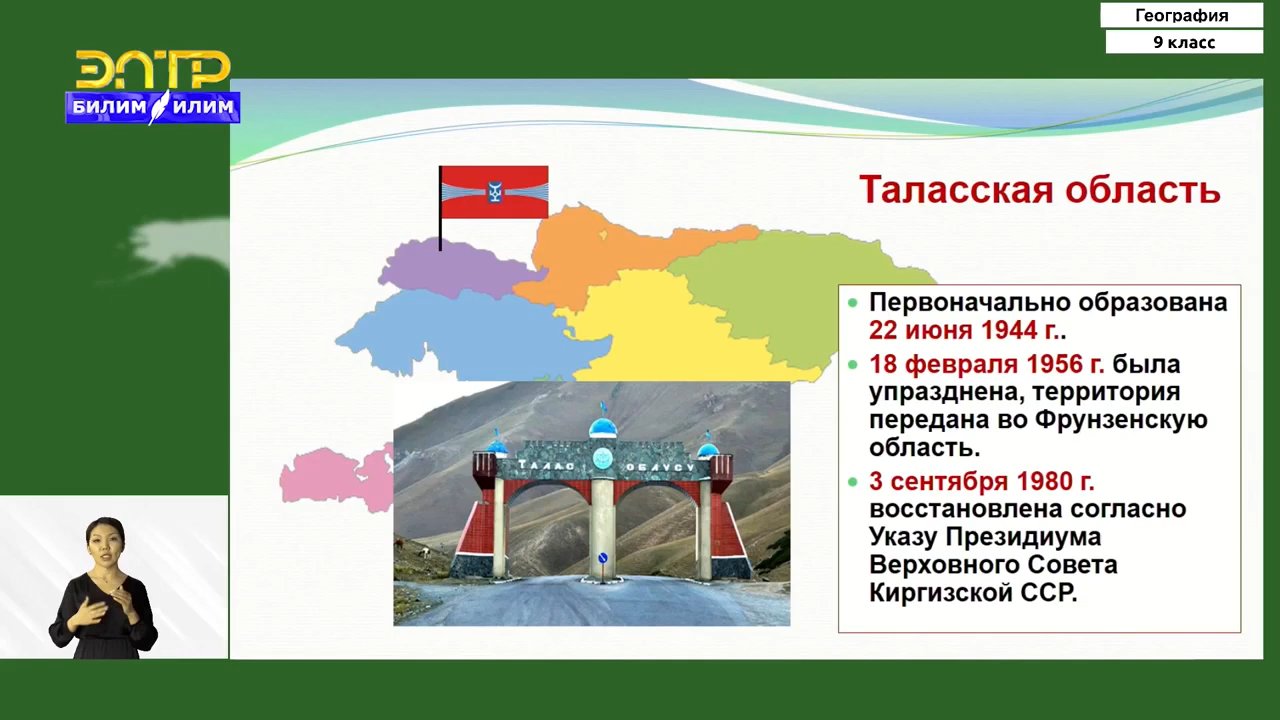 География
9 класс
ЭЛТР
БИЛИМ ИЛИМ
Таласская область
Первоначально образована
22 июня 1944 г..
18 февраля 1956 г. была
упразднена, территория
передана во Фрунзенскую
область.
3 сентября 1980 г.
восстановлена согласно
Указу Президиума
Верховного Совета
Киргизской ССР.
ТАЛАС ОБЛУСУ